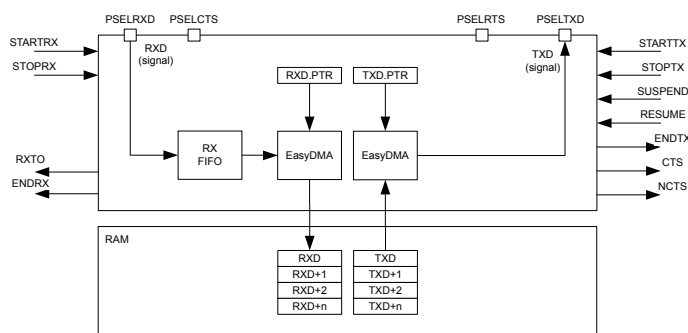 PSELRXD PSELCTS PSELRTS PSELTXD
STARTRX
STOPRX
RXD
(signal)
RXD.PTR TXD.PTR
TXD
(signal)
STARTTX
STOPTX
SUSPEND
RESUME
RX
FIFO
EasyDMA EasyDMA
RXTO
ENDRX
ENDTX
CTS
NCTS
RAM
RXD TXD
RXD+1 TXD+1
RXD+2 TXD+2
RXD+n TXD+n